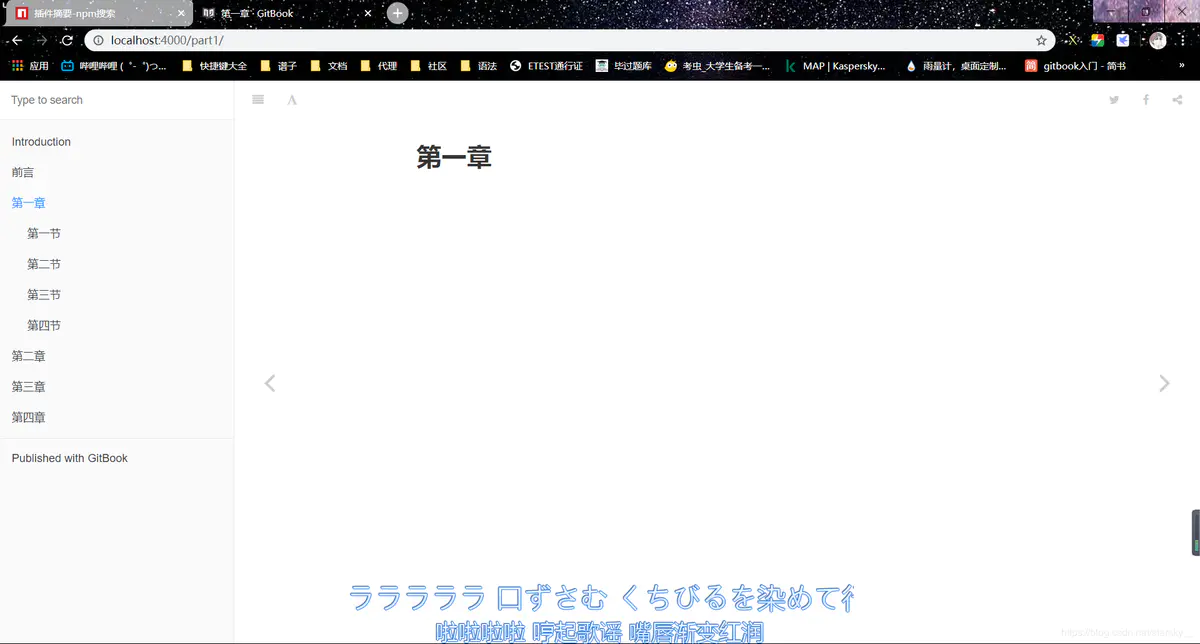 插件摘要-npm搜索
第一章 · GitBook
localhost:4000/part1/
应用 哔哩哔哩 ( ゜- ゜)つ... 快捷键大全 谱子 文档 代理 社区 语法 ETEST通行证 毕过题库 考虫_大学生备考一... MAP | Kaspersky... 雨量计，桌面定制... gitbook入门 - 简书 »
Type to search
A
Introduction
前言
第一章
第一节
第二节
第三节
第四节
第二章
第三章
第四章
Published with GitBook
第一章
ラララララ 口ずさむ くちびるを染めて行
啦啦啦啦 哼起歌谣 嘴唇渐变红润